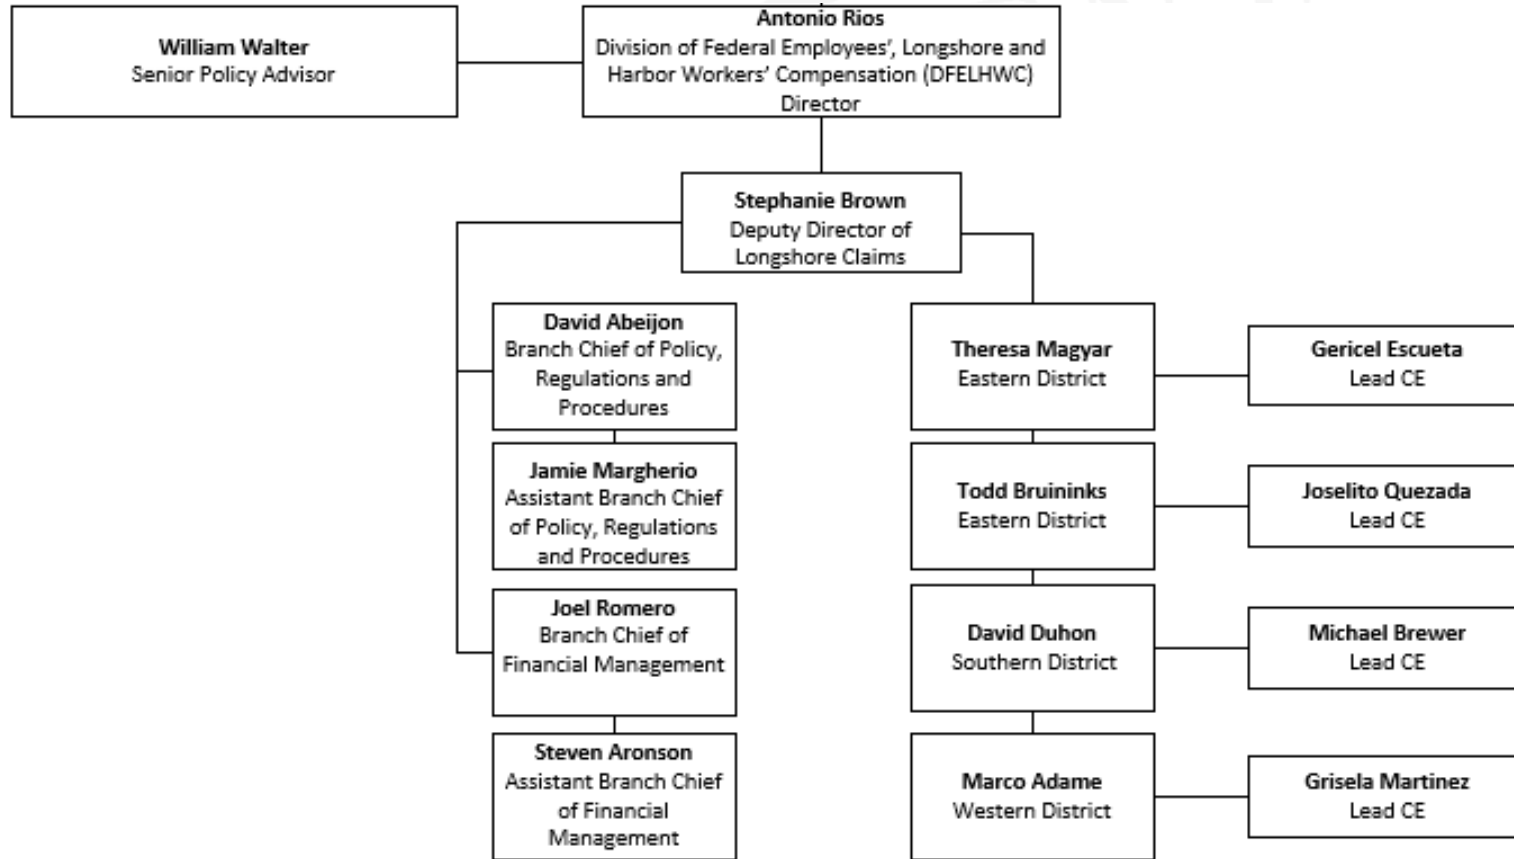 William Walter
Senior Policy Advisor
Antonio Rios
Division of Federal Employees', Longshore and
Harbor Workers' Compensation (DFELHWC)
Director
Stephanie Brown
Deputy Director of
Longshore Claims
David Abeijon
Branch Chief of Policy,
Regulations and
Procedures
Jamie Margherio
Assistant Branch Chief
of Policy, Regulations
and Procedures
Joel Romero
Branch Chief of
Financial Management
Steven Aronson
Assistant Branch Chief
of Financial
Management
Theresa Magyar
Eastern District
Gericel Escueta
Lead CE
Todd Bruininks
Eastern District
Joselito Quezada
Lead CE
David Duhon
Southern District
Michael Brewer
Lead CE
Marco Adame
Western District
Grisela Martinez
Lead CE